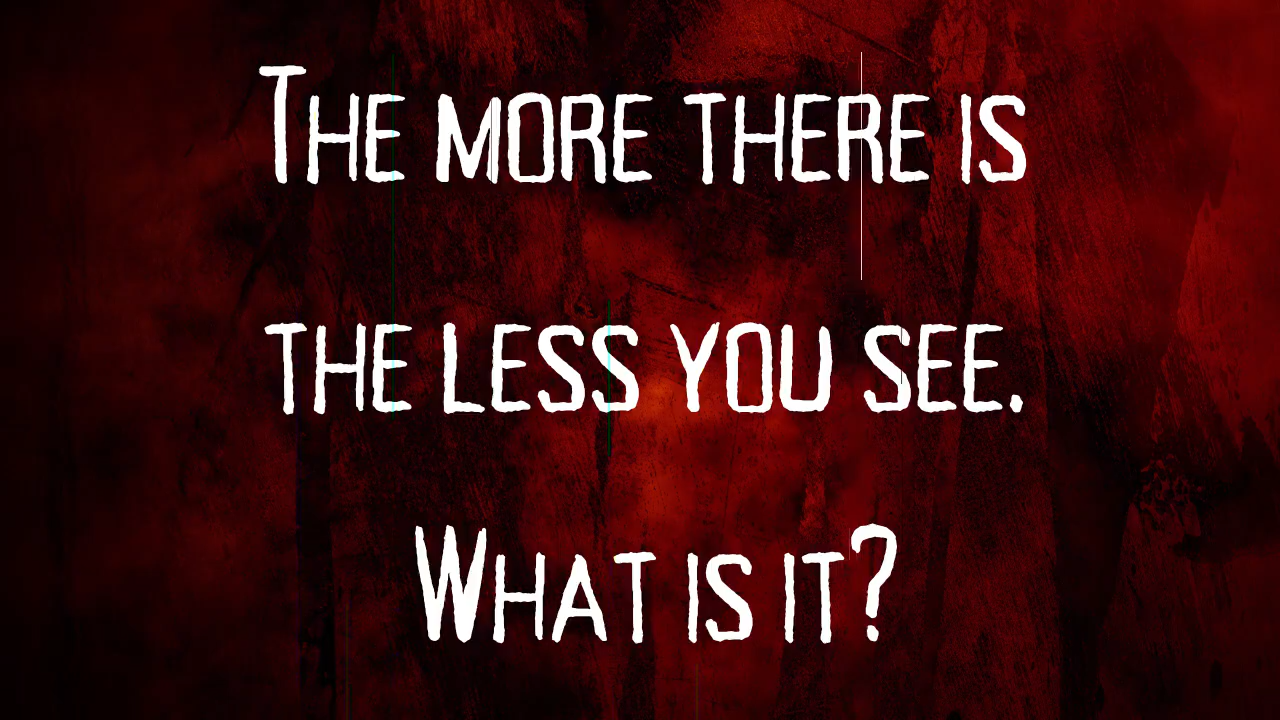 The more there is
the less you see.
What is it?